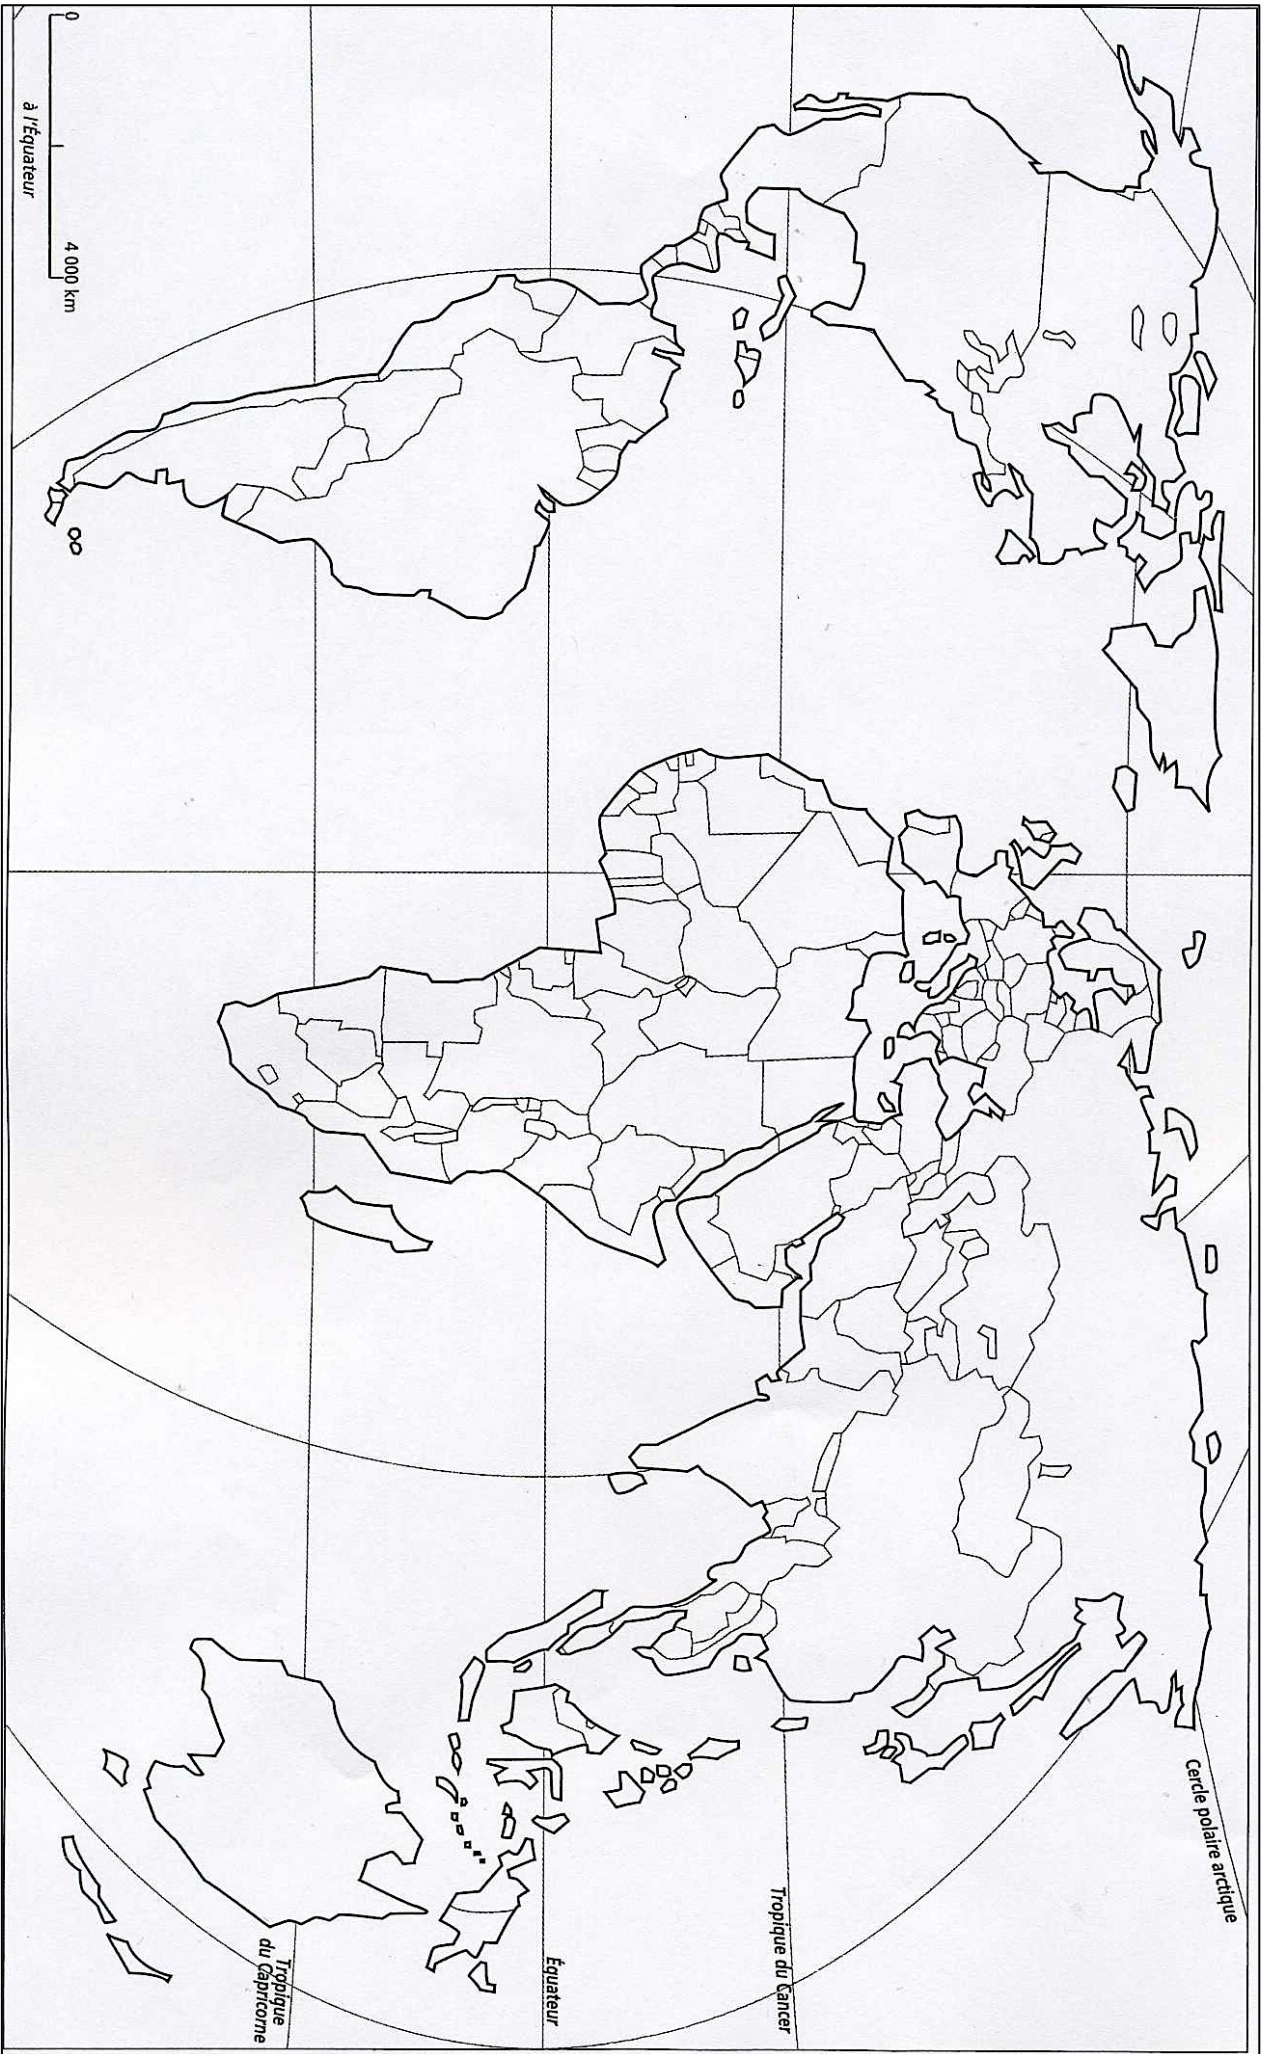 Cercle polaire arctique
Tropique du Cancer
Équateur
Tropique
du Capricorne
0
4 000 km
à l'Équateur